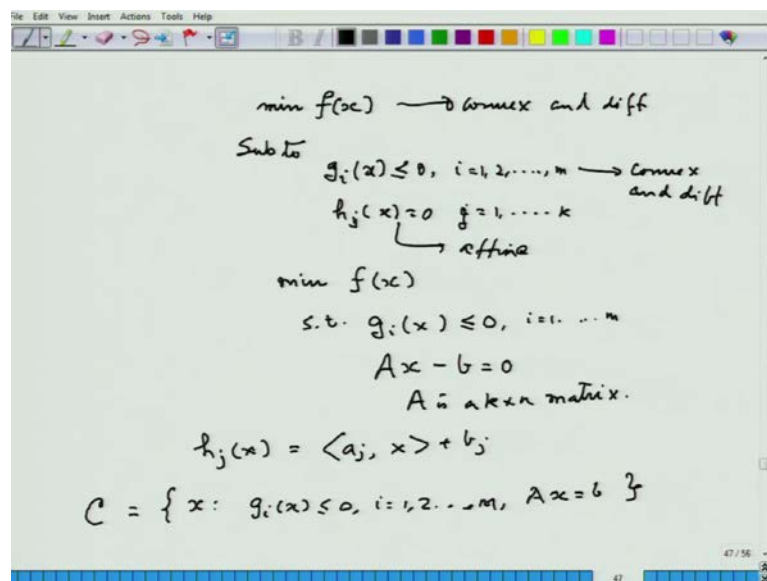 File Edit View Insert Actions Tools Help
B I
min f(x) → convex and diff
Sub to
g_i(x) ≤ 0, i = 1, 2, ...., m → convex
and diff
h_j(x) = 0 j = 1, ..... k
→ affine
min f(x)
s.t. g_i(x) ≤ 0, i = 1. ... m
Ax - b = 0
A is a k×n matrix.
h_j(x) = <a_j, x> + b_j
C = { x: g_i(x) ≤ 0, i = 1, 2 ..., m, Ax = b }
47 / 56
47